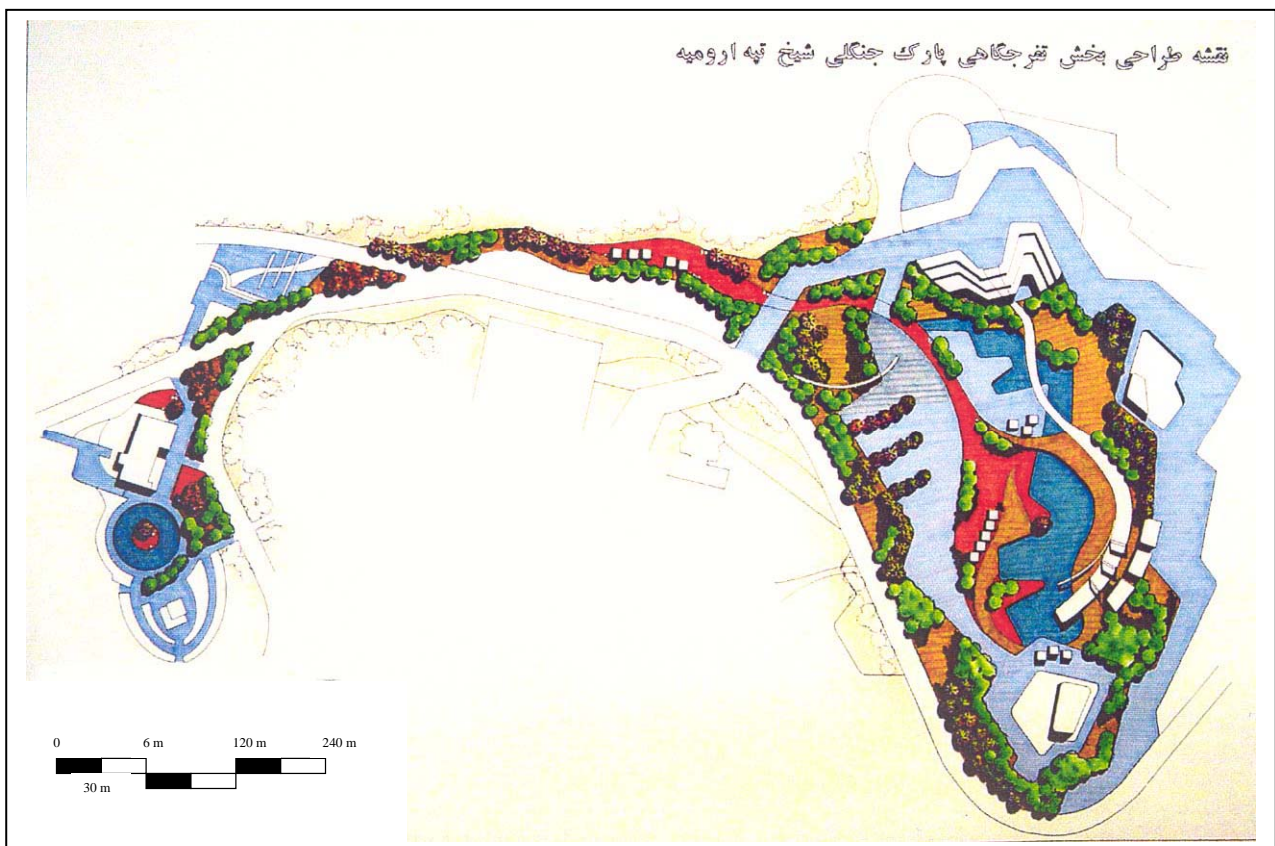 نقشه طراحی بخش تفرجگاهی پارک جنگلی شیخ تپه ارومیه
0 6 m 120 m 240 m
30 m